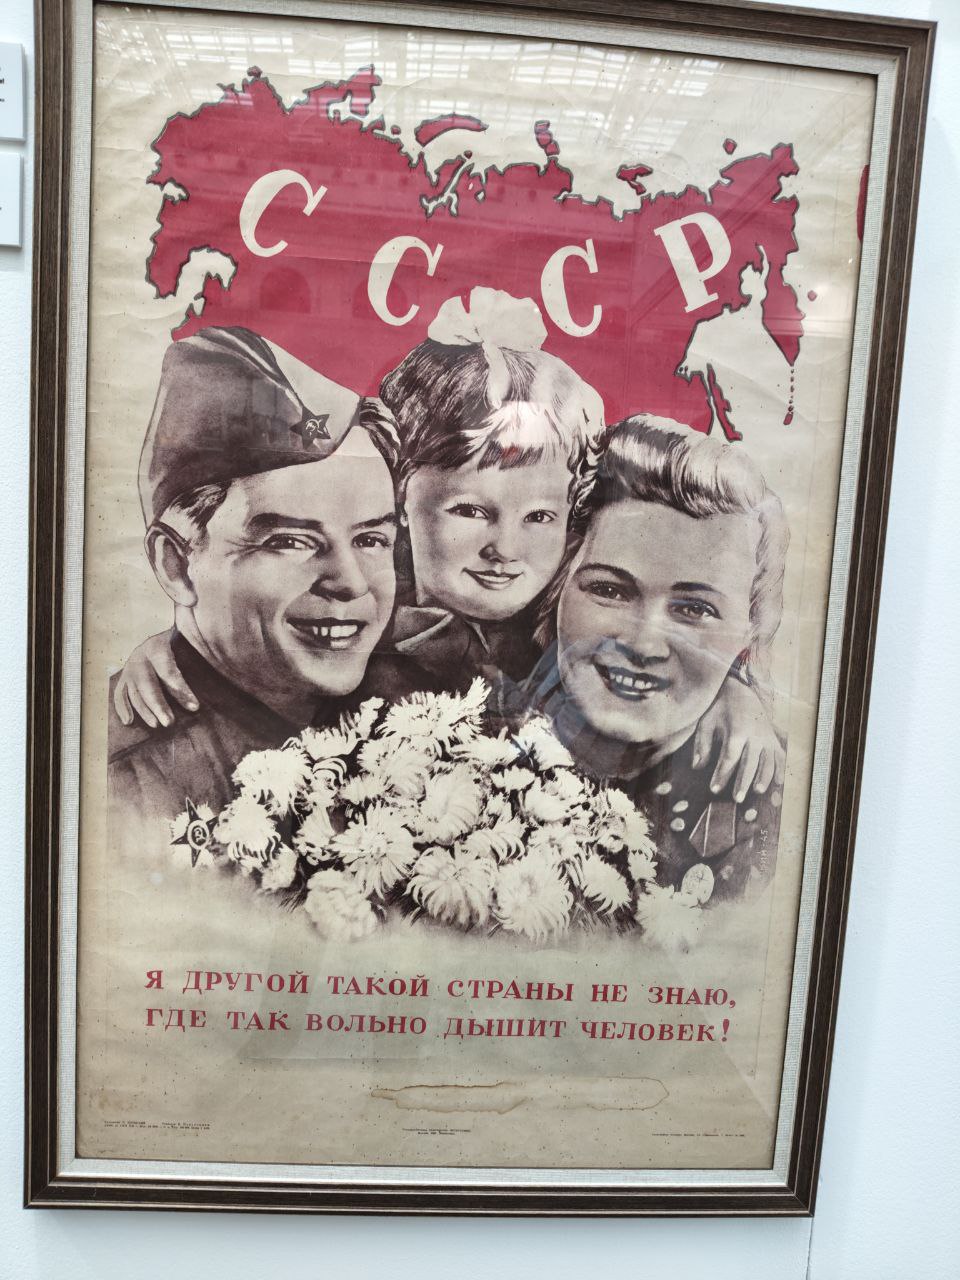 СССР
Я ДРУГОЙ ТАКОЙ СТРАНЫ НЕ ЗНАЮ,
ГДЕ ТАК ВОЛЬНО ДЫШИТ ЧЕЛОВЕК!